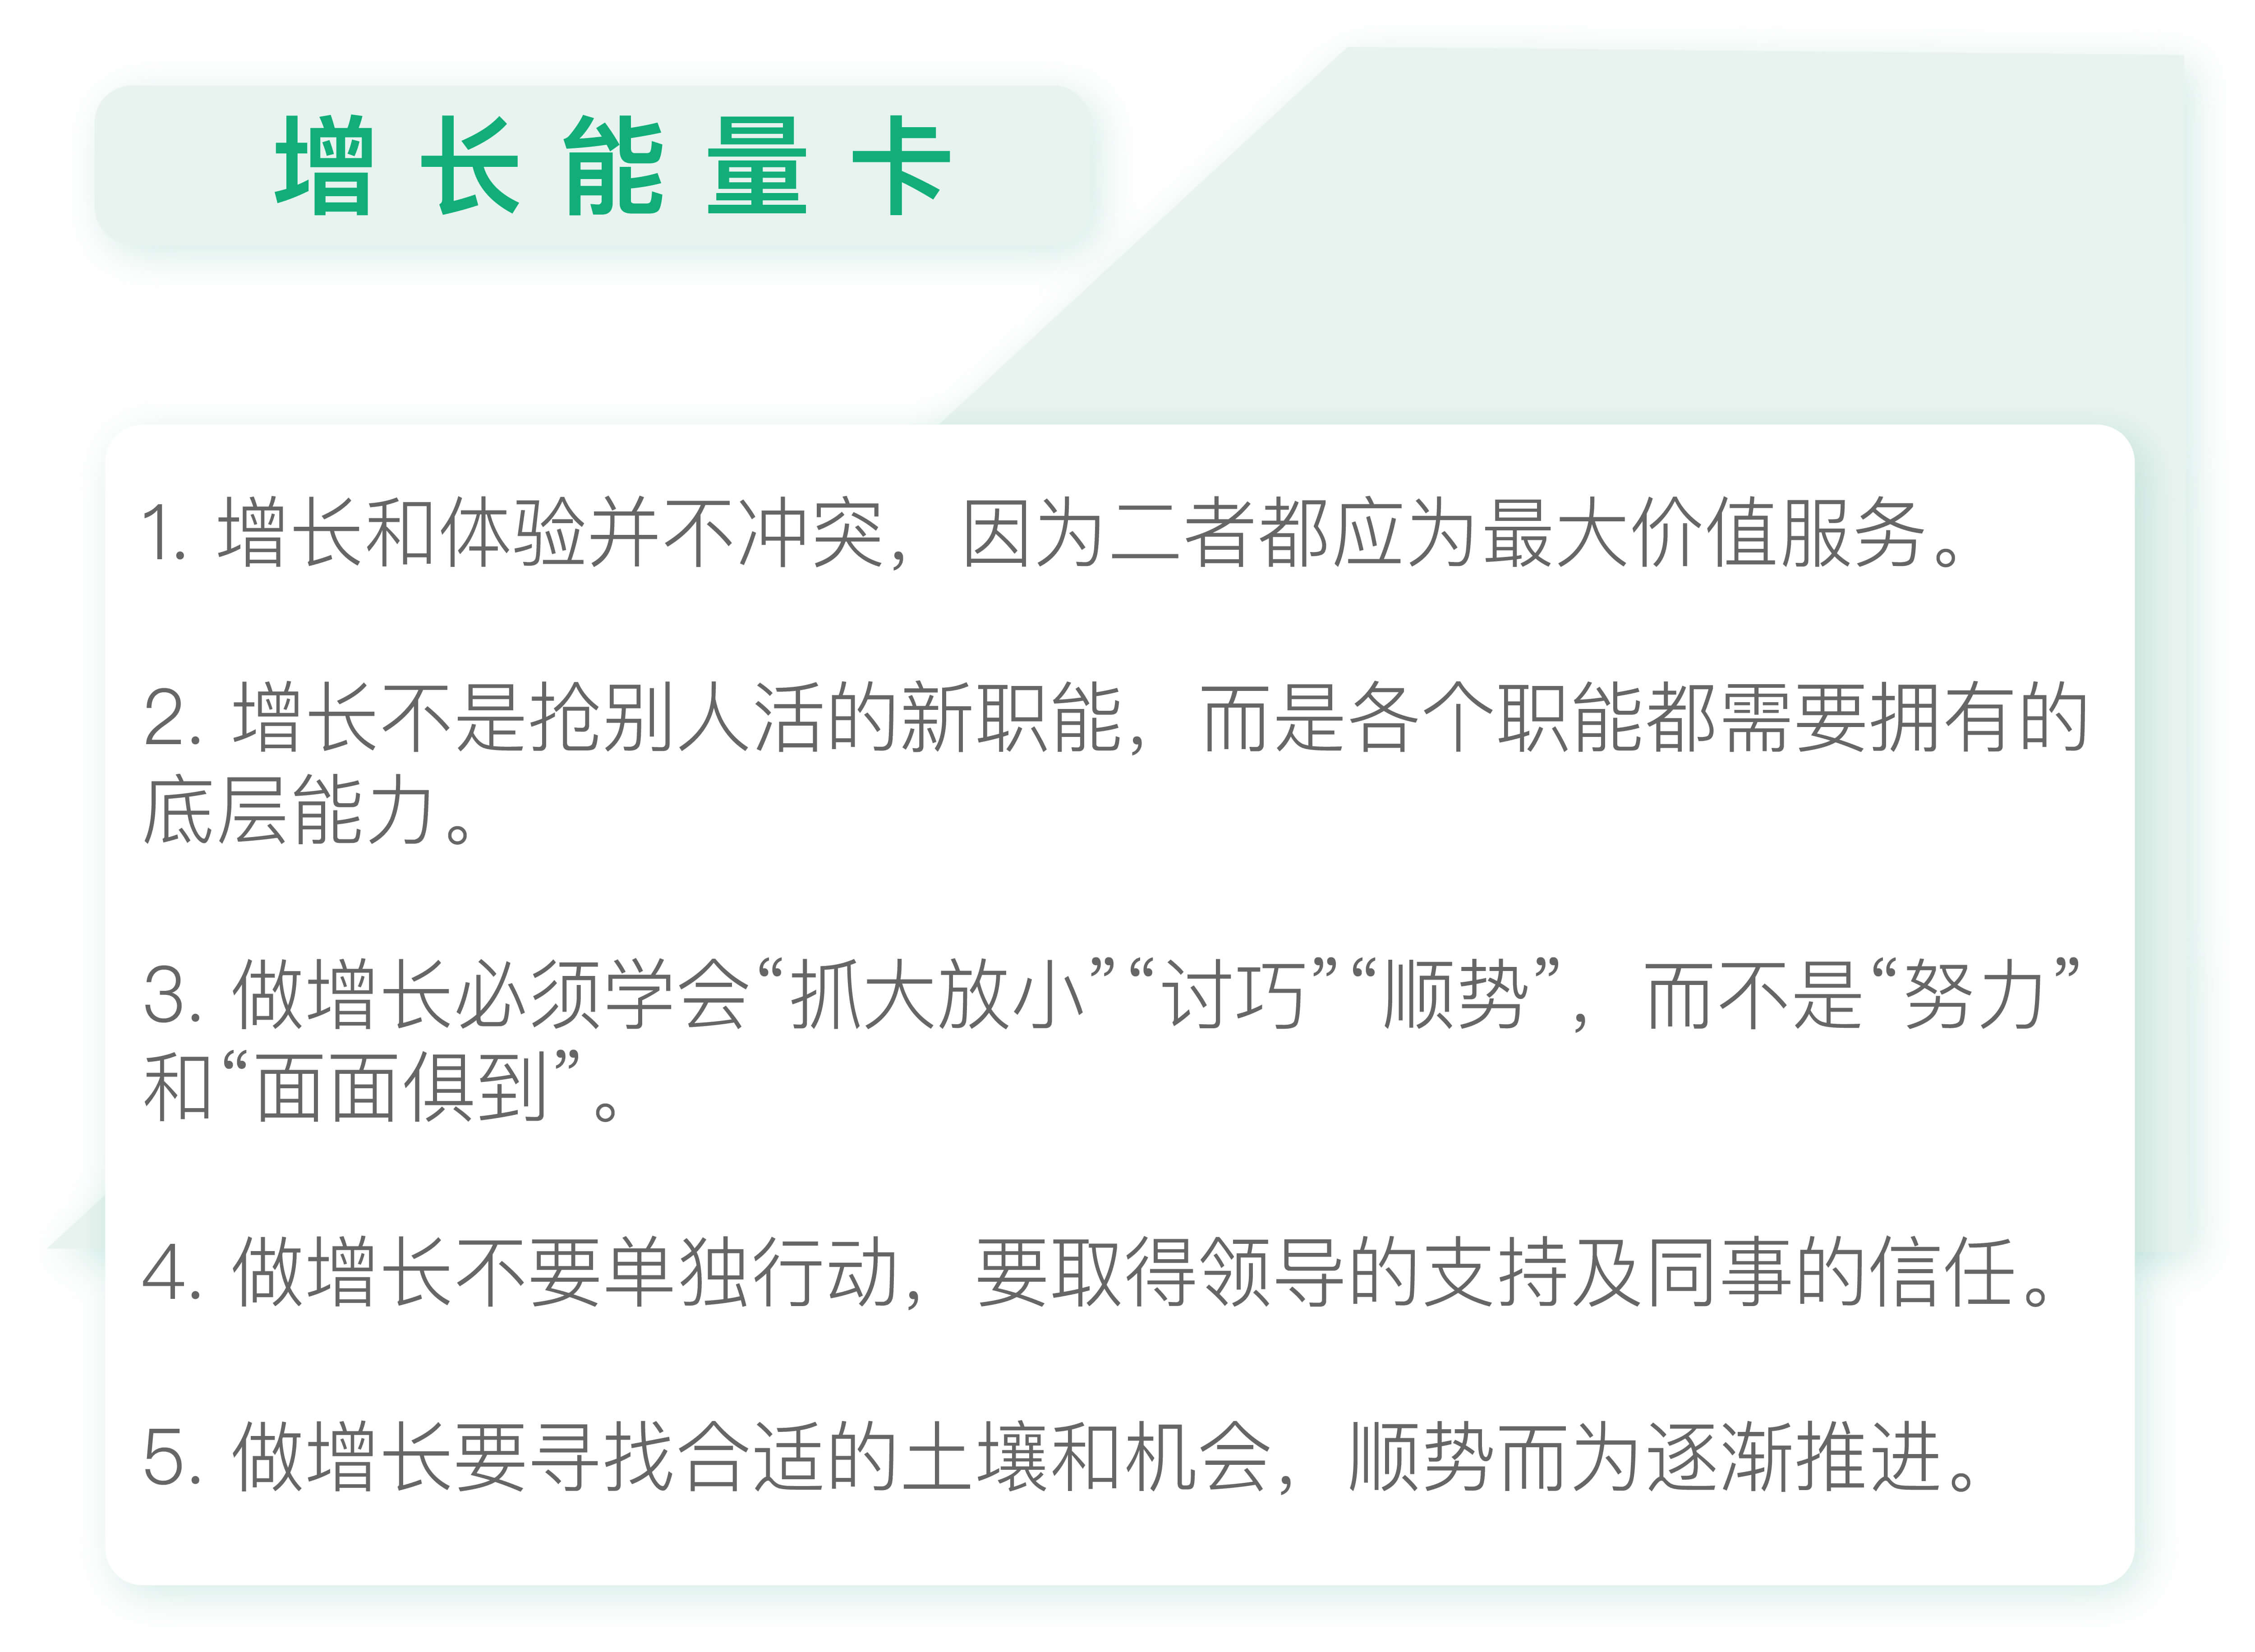 增长能量卡
1. 增长和体验并不冲突，因为二者都应为最大价值服务。
2. 增长不是抢别人活的新职能，而是各个职能都需要拥有的
底层能力。
3. 做增长必须学会“抓大放小”“讨巧”“顺势”，而不是“努力”
和“面面俱到”。
4. 做增长不要单独行动，要取得领导的支持及同事的信任。
5. 做增长要寻找合适的土壤和机会，顺势而为逐渐推进。